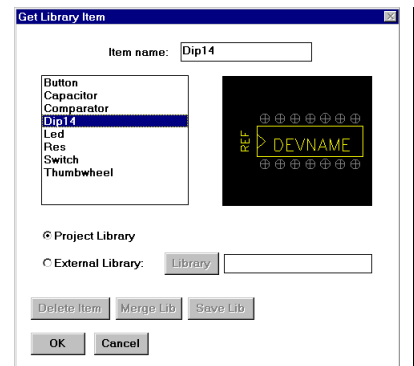 Get Library Item
Item name: Dip14
Button
Capacitor
Comparator
Dip14
Led
Res
Switch
Thumbwheel
REF
DEVNAME
Project Library
External Library: Library
Delete Item Merge Lib Save Lib
OK Cancel